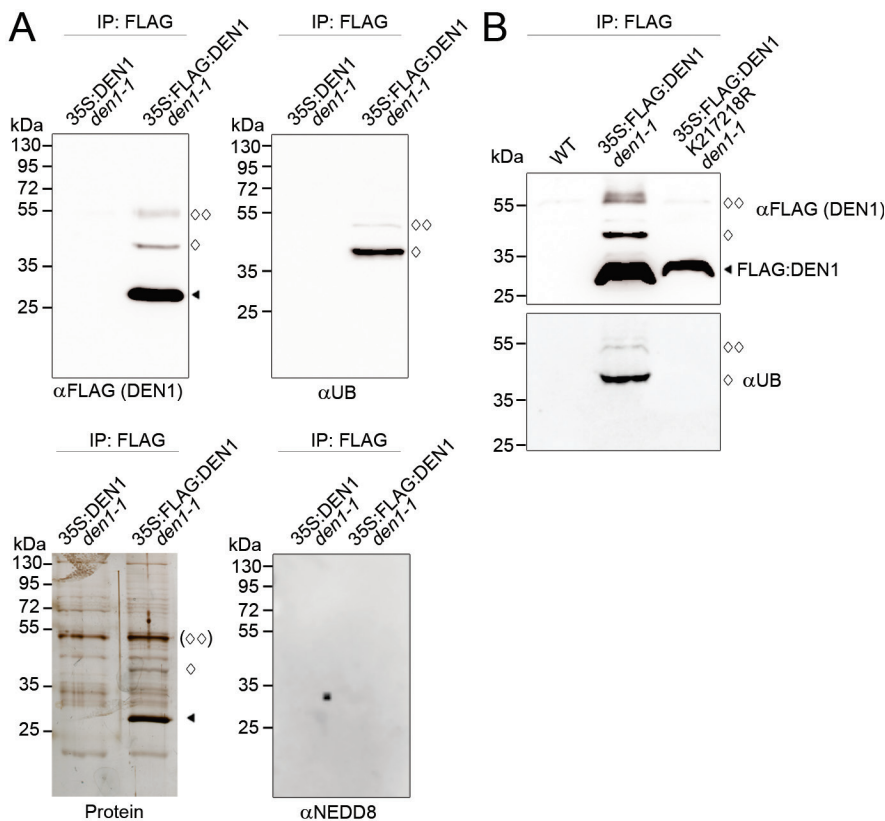 A
IP: FLAG
35S:DEN1
den1-1
35S:FLAG:DEN1
den1-1
kDa
130
95
72
55
35
25
◇◇
◇
◄
αFLAG (DEN1)
IP: FLAG
35S:DEN1
den1-1
35S:FLAG:DEN1
den1-1
kDa
130
95
72
55
35
25
◇◇
◇
αUB
B
IP: FLAG
WT
35S:FLAG:DEN1
den1-1
35S:FLAG:DEN1
K217218R
den1-1
kDa
55
35
25
◇◇
αFLAG (DEN1)
◇
◄ FLAG:DEN1
55
35
25
◇◇
◇ αUB
IP: FLAG
35S:DEN1
den1-1
35S:FLAG:DEN1
den1-1
kDa
130
95
72
55
35
25
(◇◇)
◇
◄
Protein
IP: FLAG
35S:DEN1
den1-1
35S:FLAG:DEN1
den1-1
kDa
130
95
72
55
35
25
αNEDD8